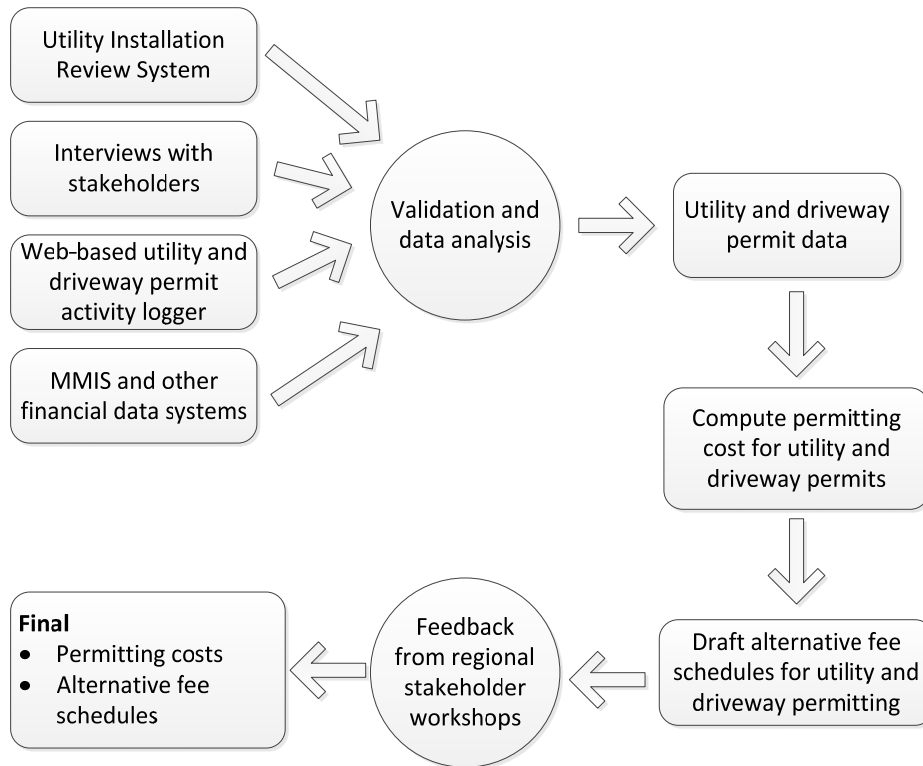 Utility Installation
Review System
Interviews with
stakeholders
Web-based utility and
driveway permit
activity logger
MMIS and other
financial data systems
Validation and
data analysis
Utility and driveway
permit data
Compute permitting
cost for utility and
driveway permits
Draft alternative fee
schedules for utility and
driveway permitting
Feedback
from regional
stakeholder
workshops
Final
• Permitting costs
• Alternative fee
schedules